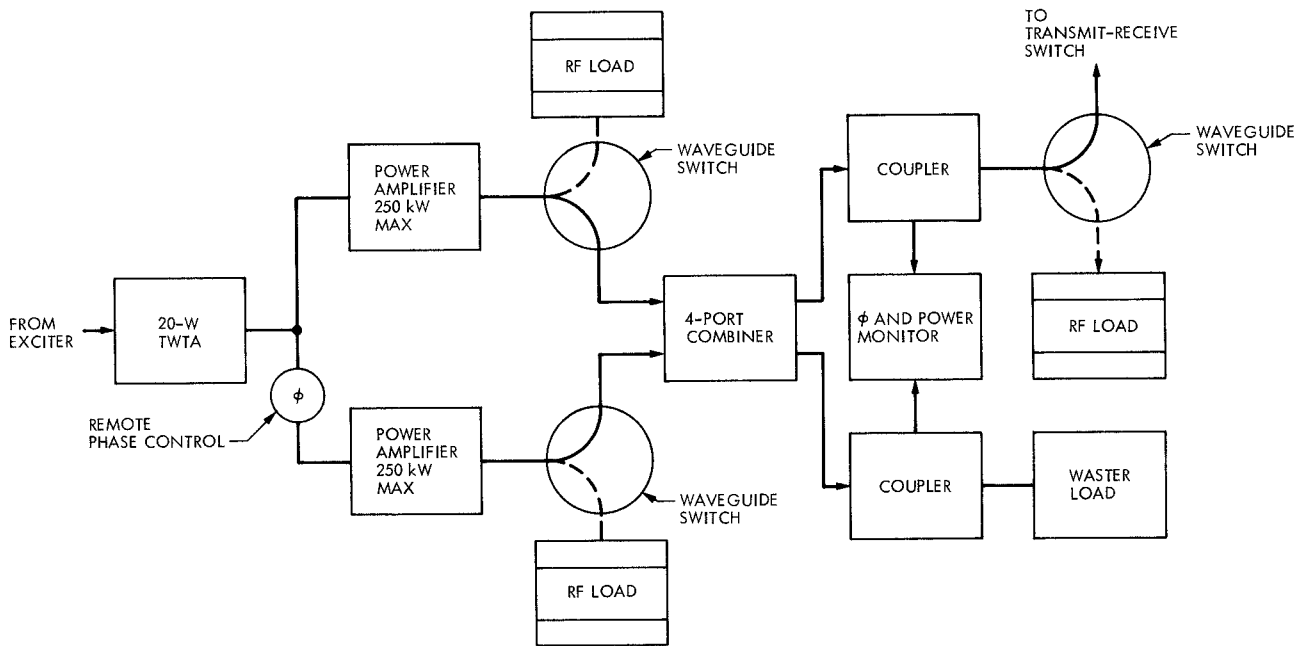 FROM
EXCITER
20-W
TWTA
ϕ
REMOTE
PHASE CONTROL
POWER
AMPLIFIER
250 kW
MAX
POWER
AMPLIFIER
250 kW
MAX
RF LOAD
WAVEGUIDE
SWITCH
WAVEGUIDE
SWITCH
RF LOAD
4-PORT
COMBINER
COUPLER
ϕ AND POWER
MONITOR
COUPLER
TO
TRANSMIT-RECEIVE
SWITCH
WAVEGUIDE
SWITCH
RF LOAD
WASTER
LOAD